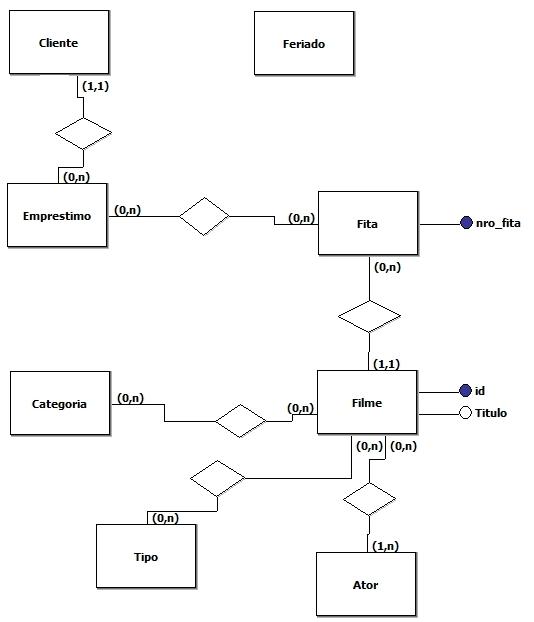 Cliente
Feriado
(1,1)
(0,n)
Emprestimo
(0,n)
(0,n)
Fita
nro_fita
(0,n)
(1,1)
Categoria
(0,n)
(0,n)
Filme
id
Titulo
(0,n)
(0,n)
(0,n)
Tipo
(1,n)
Ator